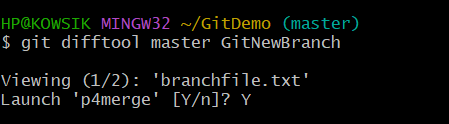 HP@KOWSIK MINGW32 ~/GitDemo (master)
$ git difftool master GitNewBranch
Viewing (1/2): 'branchfile.txt'
Launch 'p4merge' [Y/n]? Y